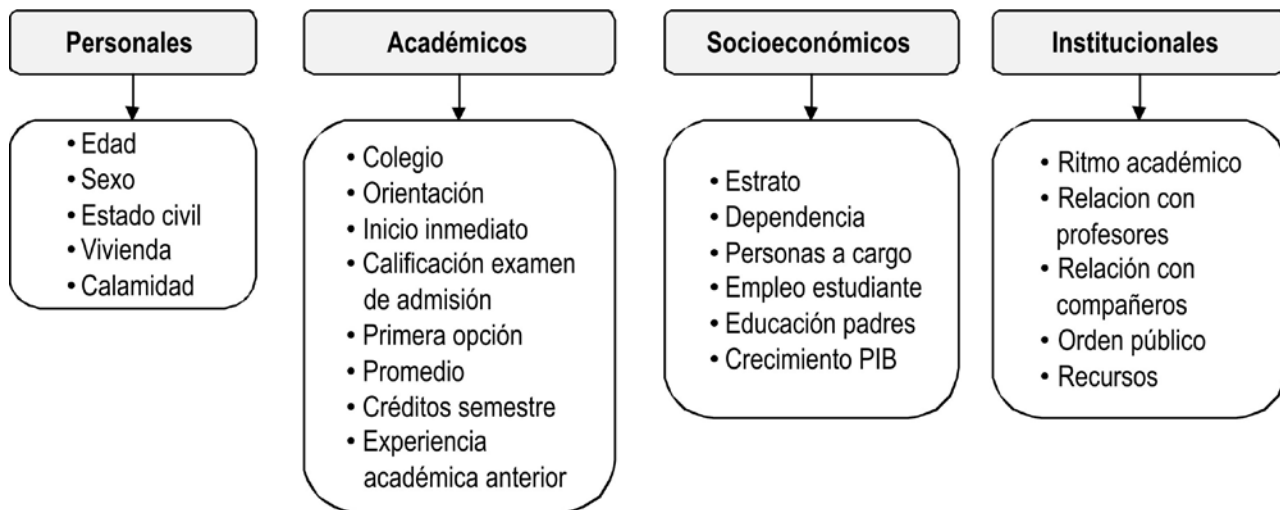 Personales
• Edad
• Sexo
• Estado civil
• Vivienda
• Calamidad
Académicos
• Colegio
• Orientación
• Inicio inmediato
• Calificación examen
de admisión
• Primera opción
• Promedio
• Créditos semestre
• Experiencia
académica anterior
Socioeconómicos
• Estrato
• Dependencia
• Personas a cargo
• Empleo estudiante
• Educación padres
• Crecimiento PIB
Institucionales
• Ritmo académico
• Relacion con
profesores
• Relación con
compañeros
• Orden público
• Recursos